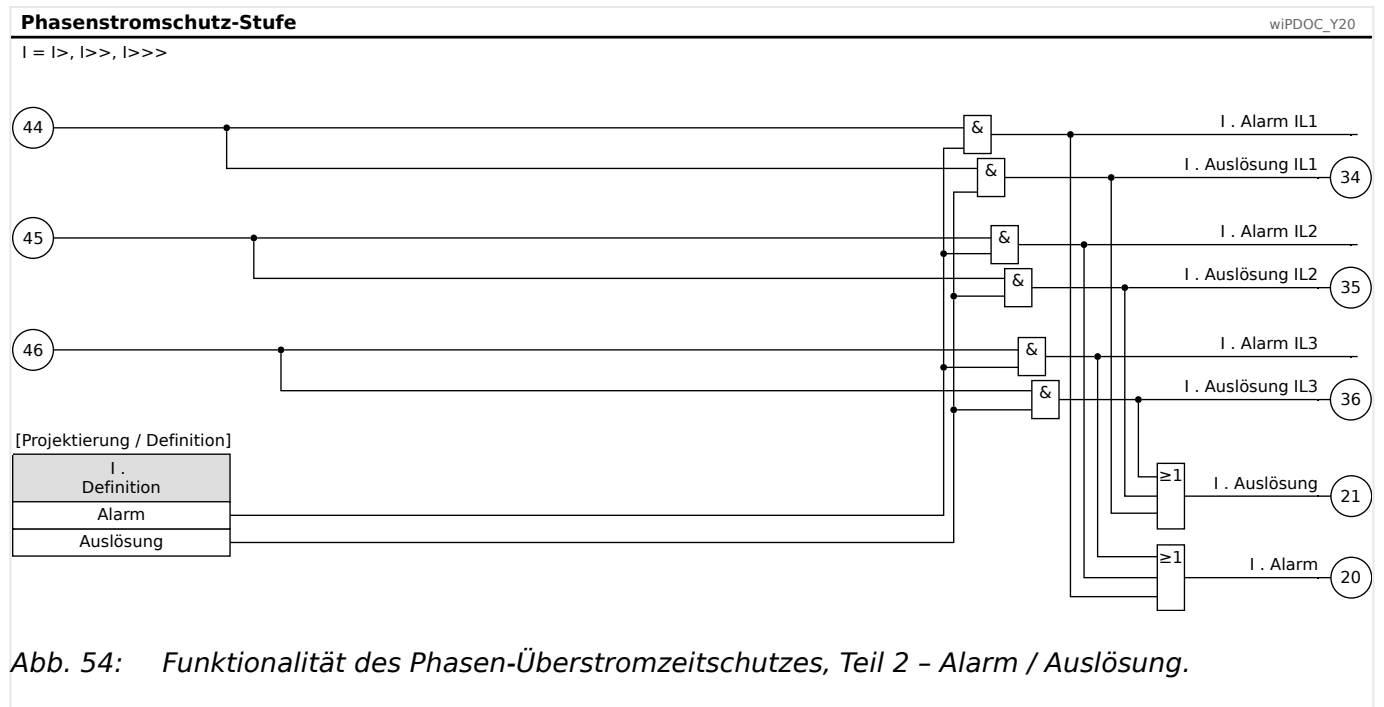 Phasenstromschutz-Stufe
wiPDOC_Y20
I = I>, I>>, I>>>
44
&
I . Alarm IL1
&
I . Auslösung IL1
34
45
&
I . Alarm IL2
&
I . Auslösung IL2
35
46
&
I . Alarm IL3
&
I . Auslösung IL3
36
[Projektierung / Definition]
I .
Definition
Alarm
Auslösung
≥1
I . Auslösung
21
≥1
I . Alarm
20
Abb. 54: Funktionalität des Phasen-Überstromzeitschutzes, Teil 2 – Alarm / Auslösung.